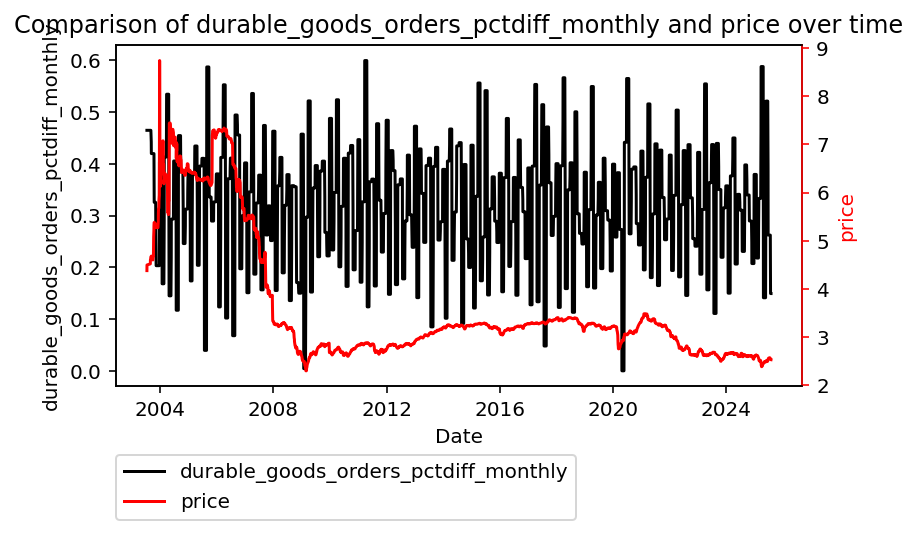 Comparison of durable_goods_orders_pctdiff_monthly and price over time
durable_goods_orders_pctdiff_monthly
0.6
0.5
0.4
0.3
0.2
0.1
0.0
9
8
7
6
5
4
3
2
price
2004 2008 2012 2016 2020 2024
Date
durable_goods_orders_pctdiff_monthly
price